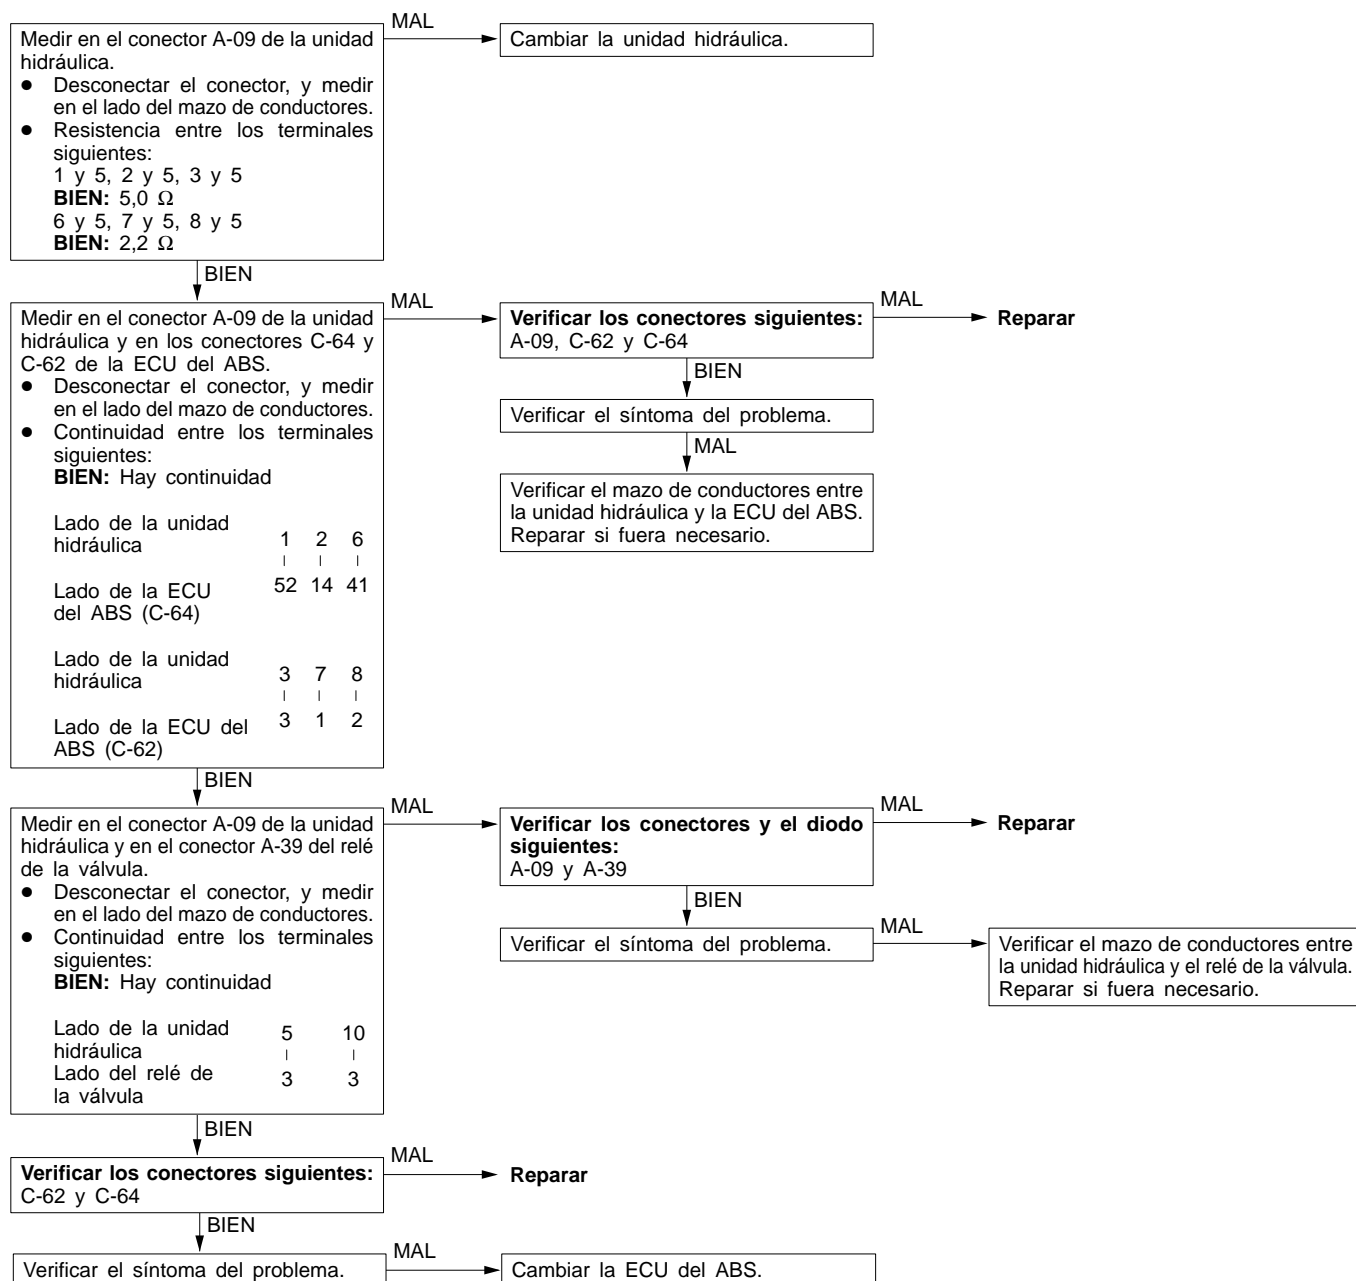 MAL
Medir en el conector A-09 de la unidad
hidráulica.
● Desconectar el conector, y medir
en el lado del mazo de conductores.
● Resistencia entre los terminales
siguientes:
1 y 5, 2 y 5, 3 y 5
BIEN: 5,0 Ω
6 y 5, 7 y 5, 8 y 5
BIEN: 2,2 Ω
Cambiar la unidad hidráulica.
BIEN
MAL
Medir en el conector A-09 de la unidad
hidráulica y en los conectores C-64 y
C-62 de la ECU del ABS.
● Desconectar el conector, y medir
en el lado del mazo de conductores.
● Continuidad entre los terminales
siguientes:
BIEN: Hay continuidad
Lado de la unidad
hidráulica
1 2 6
Lado de la ECU
del ABS (C-64)
52 14 41
Lado de la unidad
hidráulica
3 7 8
Lado de la ECU del
ABS (C-62)
3 1 2
Verificar los conectores siguientes:
A-09, C-62 y C-64
MAL
Reparar
BIEN
Verificar el síntoma del problema.
MAL
Verificar el mazo de conductores entre
la unidad hidráulica y la ECU del ABS.
Reparar si fuera necesario.
BIEN
MAL
Medir en el conector A-09 de la unidad
hidráulica y en el conector A-39 del relé
de la válvula.
● Desconectar el conector, y medir
en el lado del mazo de conductores.
● Continuidad entre los terminales
siguientes:
BIEN: Hay continuidad
Lado de la unidad
hidráulica
5 10
Lado del relé de
la válvula
3 3
Verificar los conectores y el diodo
siguientes:
A-09 y A-39
MAL
Reparar
BIEN
Verificar el síntoma del problema.
MAL
Verificar el mazo de conductores entre
la unidad hidráulica y el relé de la válvula.
Reparar si fuera necesario.
BIEN
MAL
Verificar los conectores siguientes:
C-62 y C-64
Reparar
BIEN
MAL
Verificar el síntoma del problema.
Cambiar la ECU del ABS.